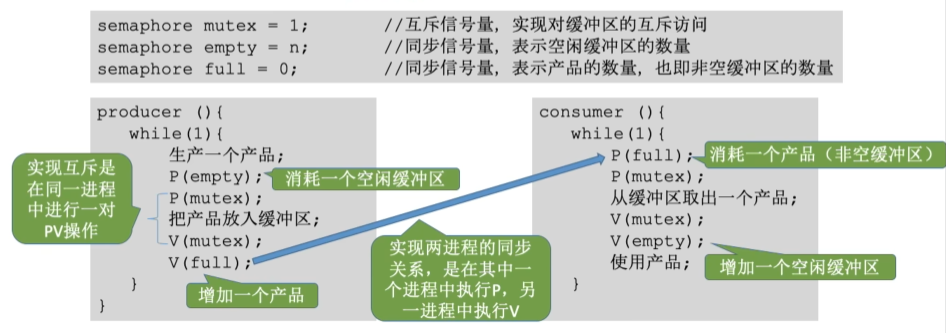 semaphore mutex = 1; //互斥信号量，实现对缓冲区的互斥访问
semaphore empty = n; //同步信号量，表示空闲缓冲区的数量
semaphore full = 0; //同步信号量，表示产品的数量，也即非空缓冲区的数量
producer (){
while(1){
生产一个产品;
P(empty);
消耗一个空闲缓冲区
P(mutex);
把产品放入缓冲区;
V(mutex);
V(full);
增加一个产品
}
}
实现互斥是
在同一进程
中进行一对
PV操作
实现两进程的同步
关系，是在其中一
个进程中执行P，另
一进程中执行V
consumer (){
while(1){
P(full);
消耗一个产品（非空缓冲区）
P(mutex);
从缓冲区取出一个产品;
V(mutex);
V(empty);
增加一个空闲缓冲区
使用产品;
}
}